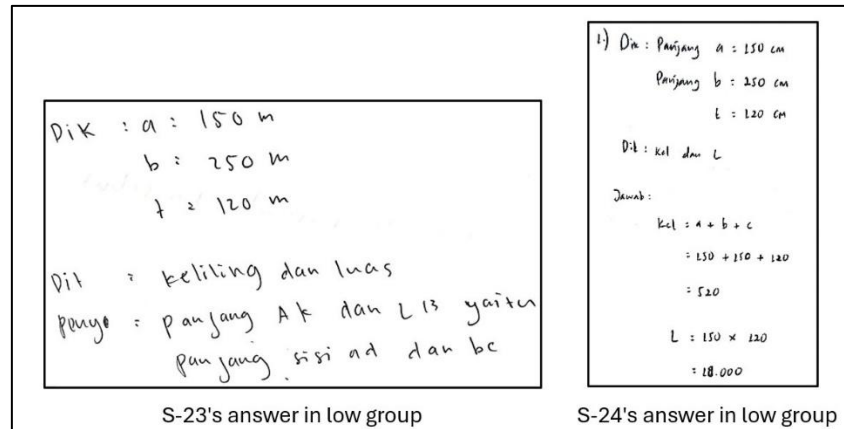 Dik : a : 150 m
b : 250 m
t : 120 m
Dit : keliling dan luas
penye = panjang Ak dan LB yaitu
panjang sisi ad dan bc
S-23's answer in low group
1.) Dik : Panjang a = 150 cm
Panjang b = 250 cm
t = 120 cm
Dit : kel dan L
Jawab :
kel : a + b + c
= 150 + 250 + 120
= 520
L = 150 × 120
= 18.000
S-24's answer in low group